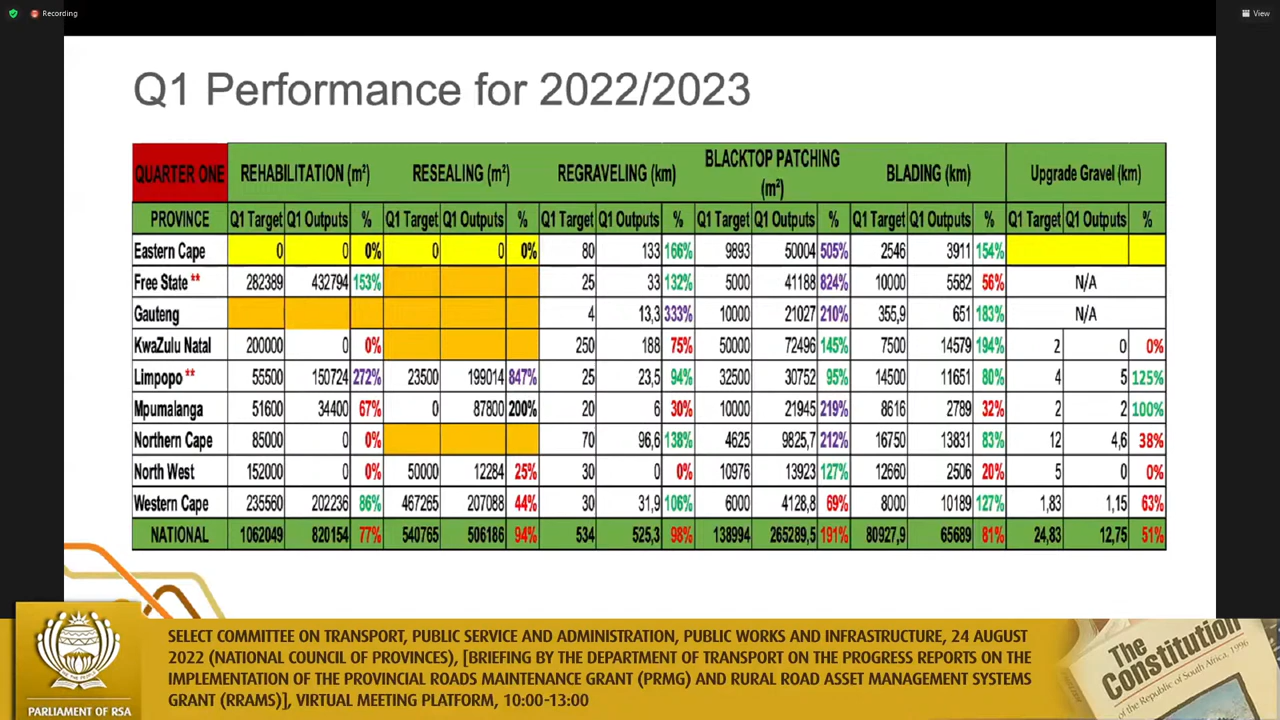 Recording
View
Q1 Performance for 2022/2023
QUARTER ONE REHABILITATION (m²) RESEALING (m²) REGRAVELING (km) BLACKTOP PATCHING (m²) BLADING (km) Upgrade Gravel (km)
PROVINCE Q1 Target Q1 Outputs % Q1 Target Q1 Outputs % Q1 Target Q1 Outputs % Q1 Target Q1 Outputs % Q1 Target Q1 Outputs % Q1 Target Q1 Outputs %
Eastern Cape 0 0 0% 0 0 0% 80 133 166% 9893 50004 505% 2546 3911 154%
Free State ** 282389 432794 153% 25 33 132% 5000 41188 824% 10000 5582 56% N/A
Gauteng 4 13,3 333% 10000 21027 210% 355,9 651 183% N/A
KwaZulu Natal 200000 0 0% 250 188 75% 50000 72496 145% 7500 14579 194% 2 0 0%
Limpopo ** 55500 150724 272% 23500 199014 847% 25 23,5 94% 32500 30752 95% 14500 11651 80% 4 5 125%
Mpumalanga 51600 34400 67% 0 87800 200% 20 6 30% 10000 21945 219% 8616 2789 32% 2 2 100%
Northern Cape 85000 0 0% 70 96,6 138% 4625 9825,7 212% 16750 13831 83% 12 4,6 38%
North West 152000 0 0% 50000 12284 25% 30 0 0% 10976 13923 127% 12660 2506 20% 5 0 0%
Western Cape 235560 202236 86% 467265 207088 44% 30 31,9 106% 6000 4128,8 69% 8000 10189 127% 1,83 1,15 63%
NATIONAL 1062049 820154 77% 540765 506186 94% 534 525,3 98% 138994 265289,5 191% 80927,9 65689 81% 24,83 12,75 51%
SELECT COMMITTEE ON TRANSPORT, PUBLIC SERVICE AND ADMINISTRATION, PUBLIC WORKS AND INFRASTRUCTURE, 24 AUGUST
2022 (NATIONAL COUNCIL OF PROVINCES), [BRIEFING BY THE DEPARTMENT OF TRANSPORT ON THE PROGRESS REPORTS ON THE
IMPLEMENTATION OF THE PROVINCIAL ROADS MAINTENANCE GRANT (PRMG) AND RURAL ROAD ASSET MANAGEMENT SYSTEMS
GRANT (RRAMS)], VIRTUAL MEETING PLATFORM, 10:00-13:00
PARLIAMENT OF RSA
The
Constitution
of the Republic of South Africa, 1996